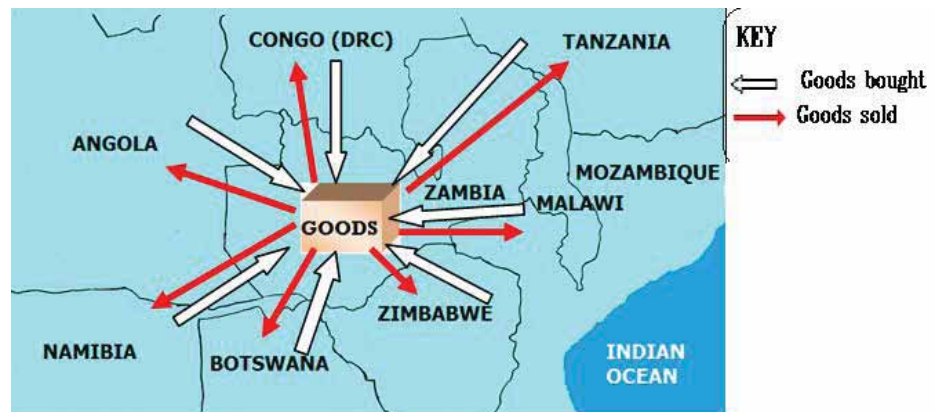 CONGO (DRC)
TANZANIA
KEY
Goods bought
Goods sold
ANGOLA
MOZAMBIQUE
ZAMBIA
MALAWI
GOODS
ZIMBABWE
NAMIBIA
BOTSWANA
INDIAN
OCEAN